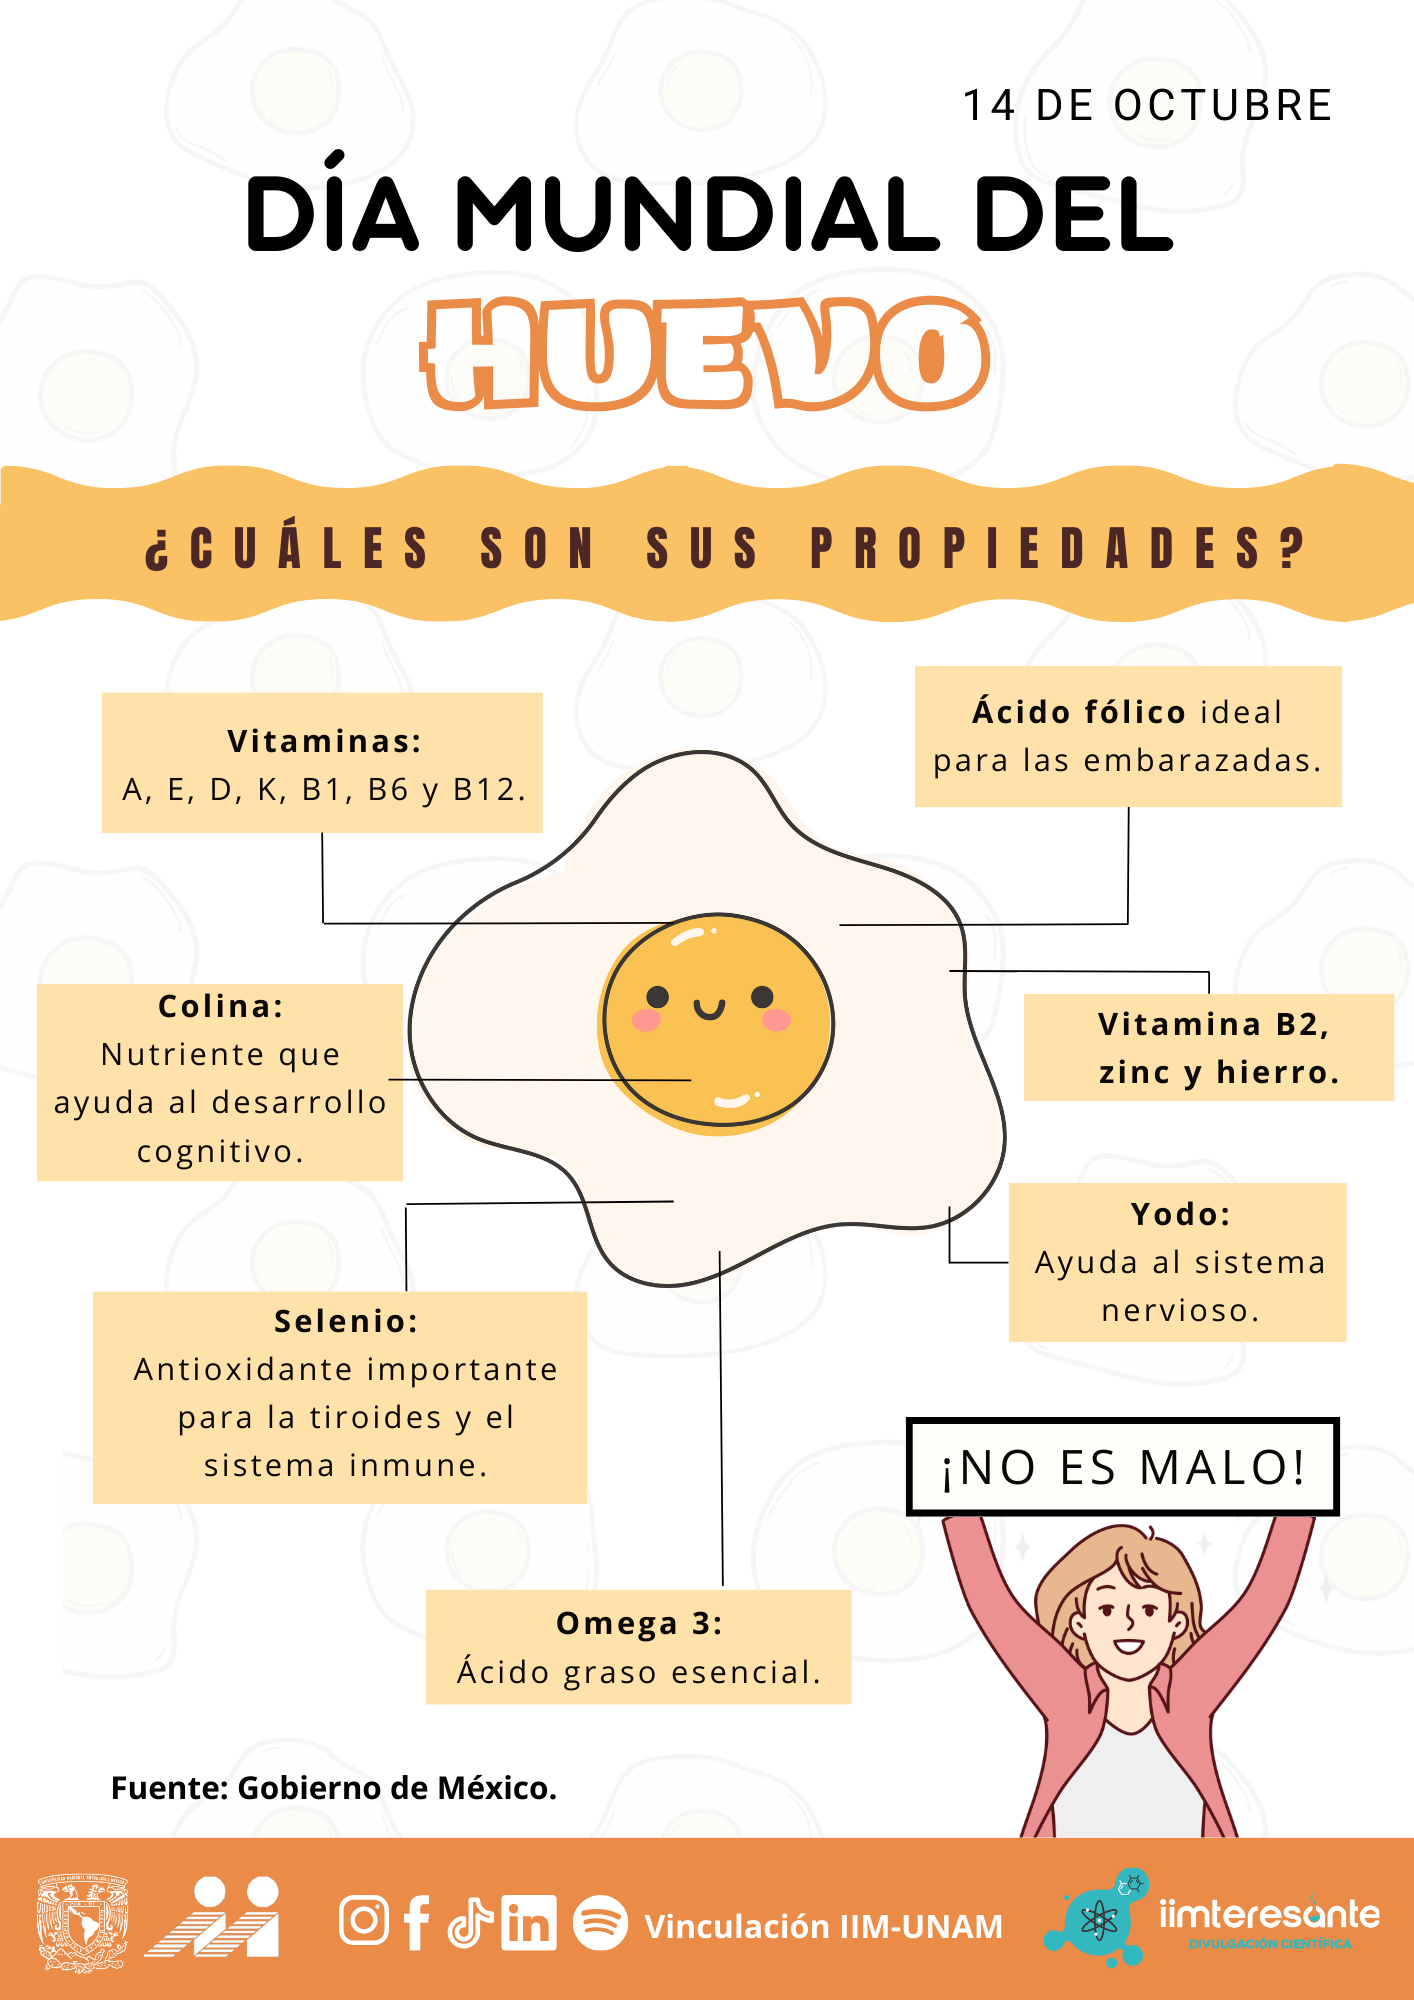 14 DE OCTUBRE
DÍA MUNDIAL DEL
HUEVO
¿CUÁLES SON SUS PROPIEDADES?
Vitaminas:
A, E, D, K, B1, B6 y B12.
Ácido fólico ideal
para las embarazadas.
Colina:
Nutriente que
ayuda al desarrollo
cognitivo.
Vitamina B2,
zinc y hierro.
Yodo:
Ayuda al sistema
nervioso.
Selenio:
Antioxidante importante
para la tiroides y el
sistema inmune.
¡NO ES MALO!
Omega 3:
Ácido graso esencial.
Fuente: Gobierno de México.
Vinculación IIM-UNAM
iimteresante
DIVULGACIÓN CIENTÍFICA